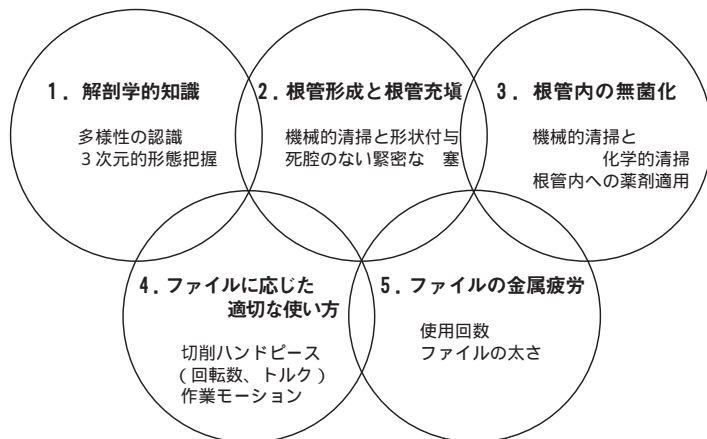 1．解剖学的知識
多様性の認識
３次元的形態把握
2．根管形成と根管充塡
機械的清掃と形状付与
死腔のない緊密な　塞
3．根管内の無菌化
機械的清掃と
化学的清掃
根管内への薬剤適用
4．ファイルに応じた
適切な使い方
切削ハンドピース
（回転数、トルク）
作業モーション
5．ファイルの金属疲労
使用回数
ファイルの太さ